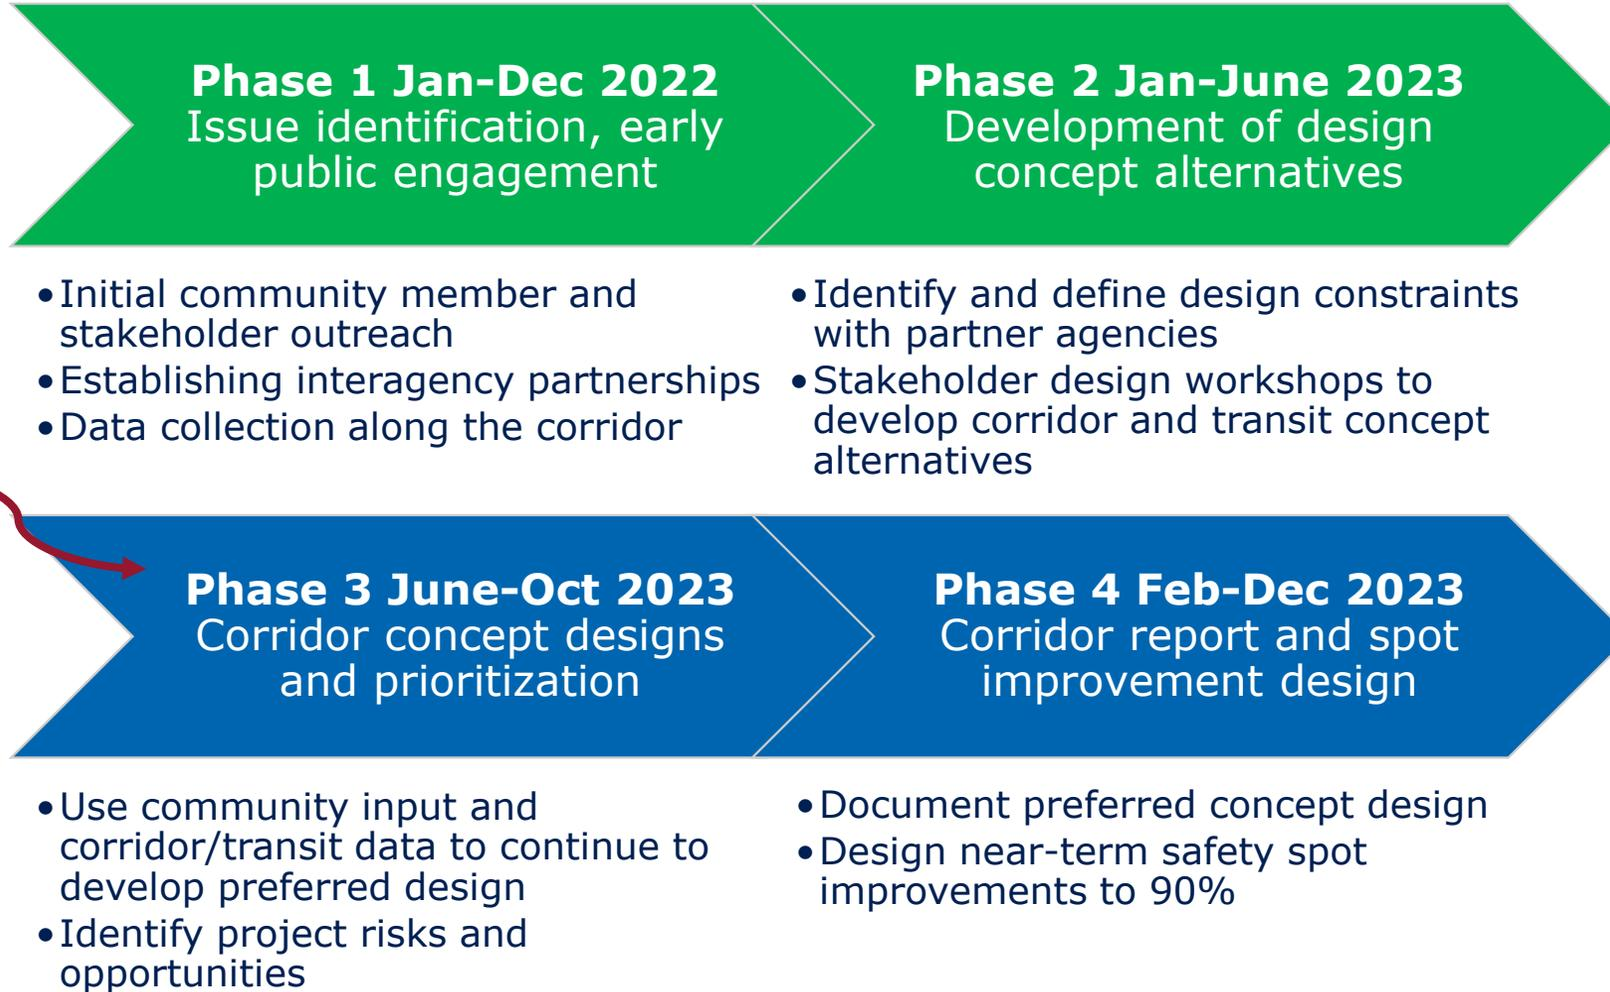 Phase 1 Jan-Dec 2022
Issue identification, early
public engagement
Phase 2 Jan-June 2023
Development of design
concept alternatives
•Initial community member and
stakeholder outreach
•Establishing interagency partnerships
•Data collection along the corridor
•Identify and define design constraints
with partner agencies
•Stakeholder design workshops to
develop corridor and transit concept
alternatives
Phase 3 June–Oct 2023
Corridor concept designs
and prioritization
Phase 4 Feb–Dec 2023
Corridor report and spot
improvement design
•Use community input and
corridor/transit data to continue to
develop preferred design
•Identify project risks and
opportunities
•Document preferred concept design
•Design near-term safety spot
improvements to 90%